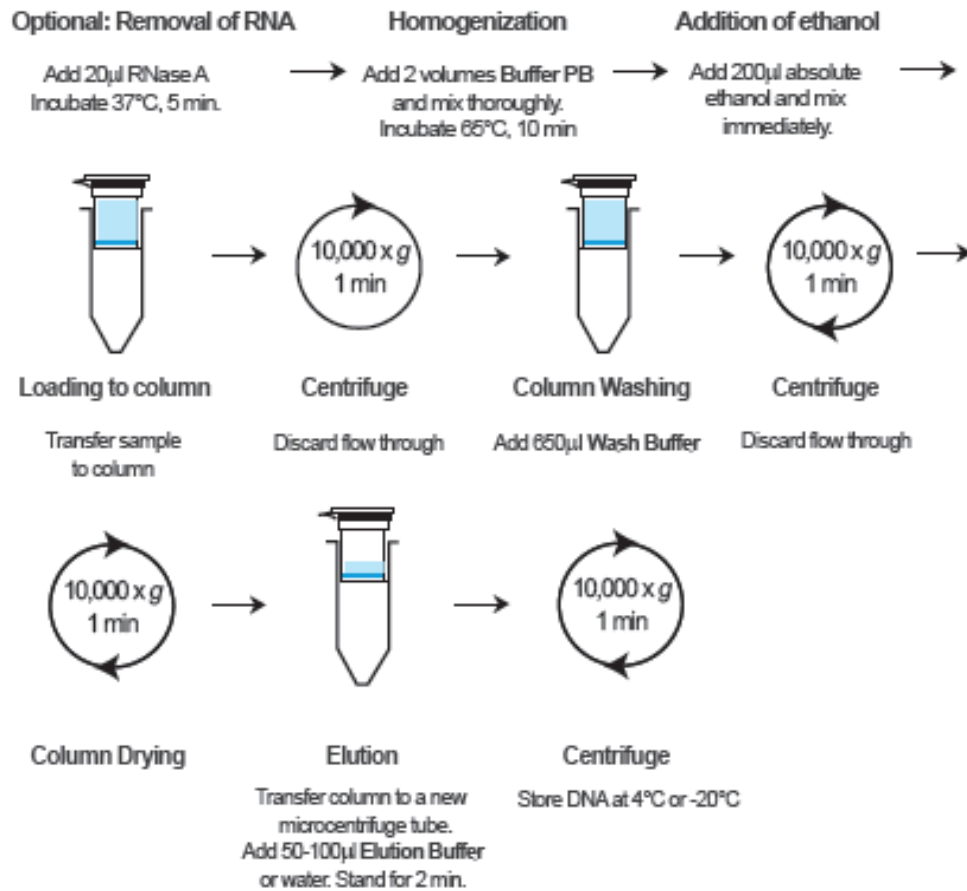 Optional: Removal of RNA
Add 20µl RNase A
Incubate 37°C, 5 min.
Homogenization
Add 2 volumes Buffer PB
and mix thoroughly.
Incubate 65°C, 10 min
Addition of ethanol
Add 200µl absolute
ethanol and mix
immediately.
Loading to column
Transfer sample
to column
10,000 x g
1 min
Centrifuge
Discard flow through
Column Washing
Add 650µl Wash Buffer
10,000 x g
1 min
Centrifuge
Discard flow through
10,000 x g
1 min
Column Drying
Elution
Transfer column to a new
microcentrifuge tube.
Add 50-100µl Elution Buffer
or water. Stand for 2 min.
10,000 x g
1 min
Centrifuge
Store DNA at 4°C or -20°C